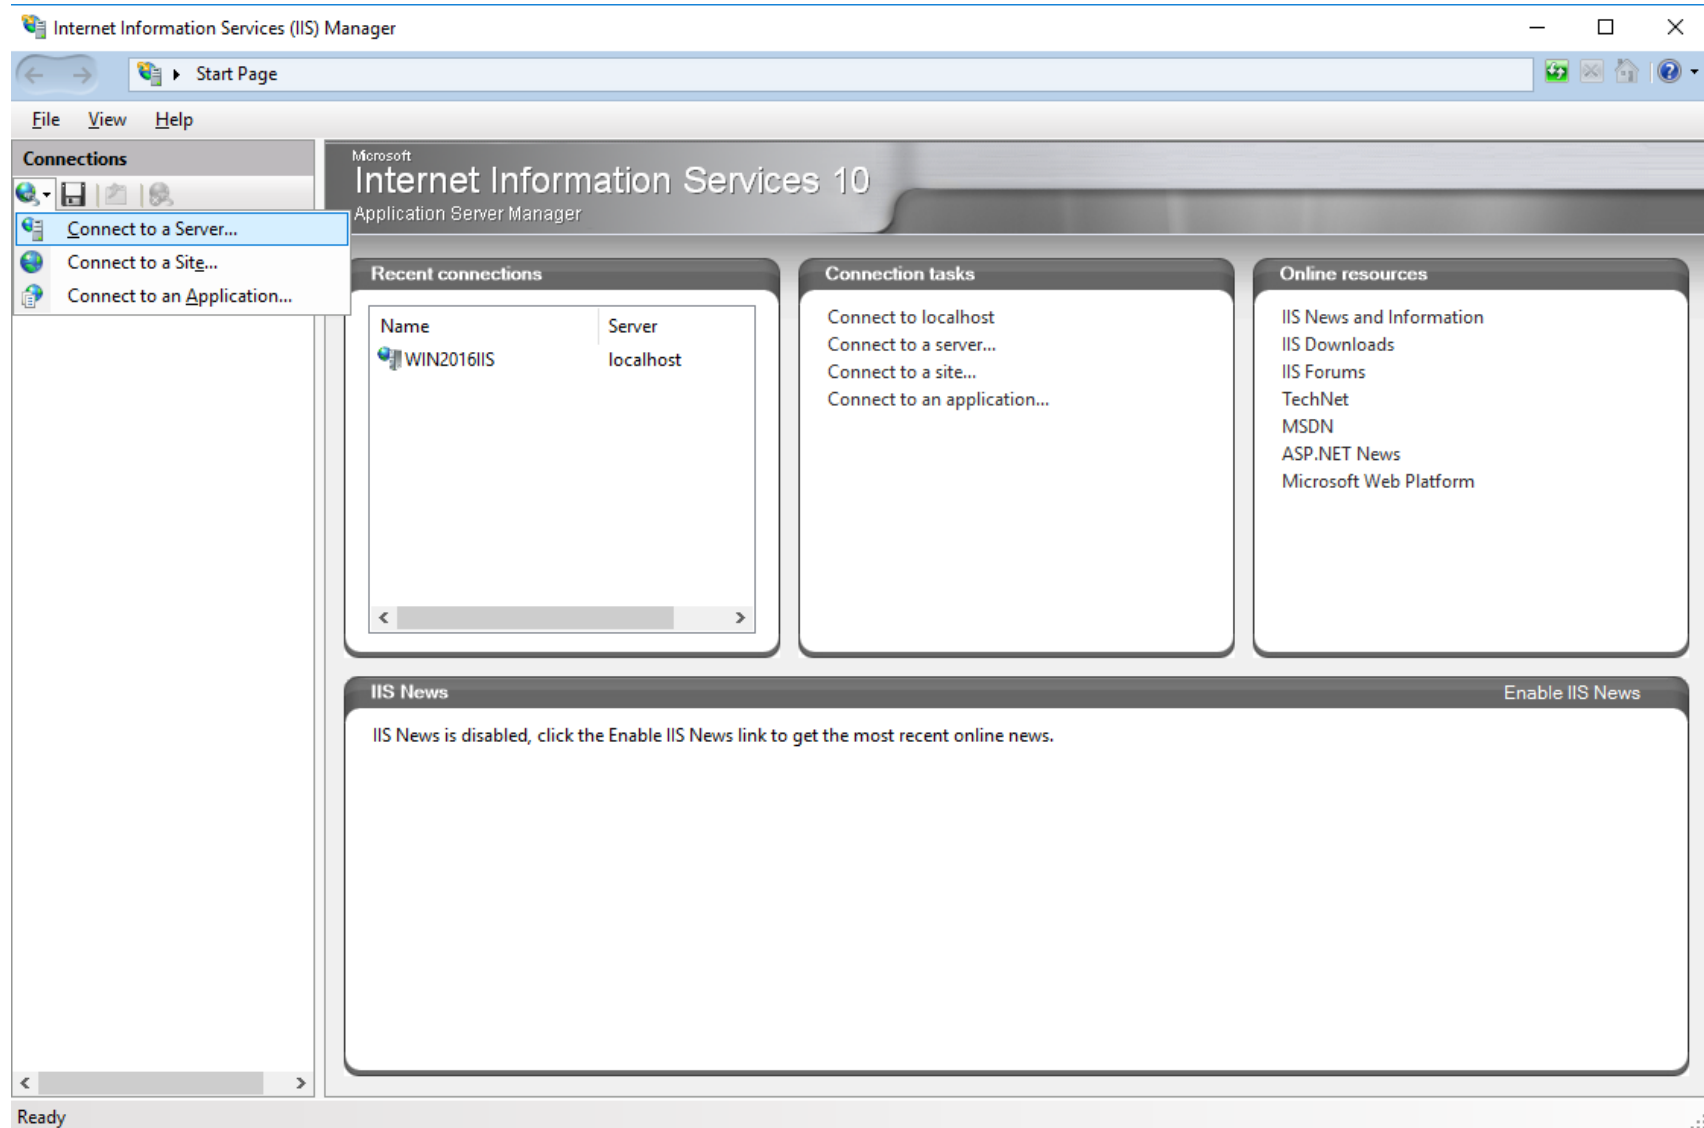 Internet Information Services (IIS) Manager
Start Page
File View Help
Connections
Connect to a Server...
Connect to a Site...
Connect to an Application...
Microsoft
Internet Information Services 10
Application Server Manager
Recent connections
Name Server
WIN2016IIS localhost
Connection tasks
Connect to localhost
Connect to a server...
Connect to a site...
Connect to an application...
Online resources
IIS News and Information
IIS Downloads
IIS Forums
TechNet
MSDN
ASP.NET News
Microsoft Web Platform
IIS News Enable IIS News
IIS News is disabled, click the Enable IIS News link to get the most recent online news.
Ready